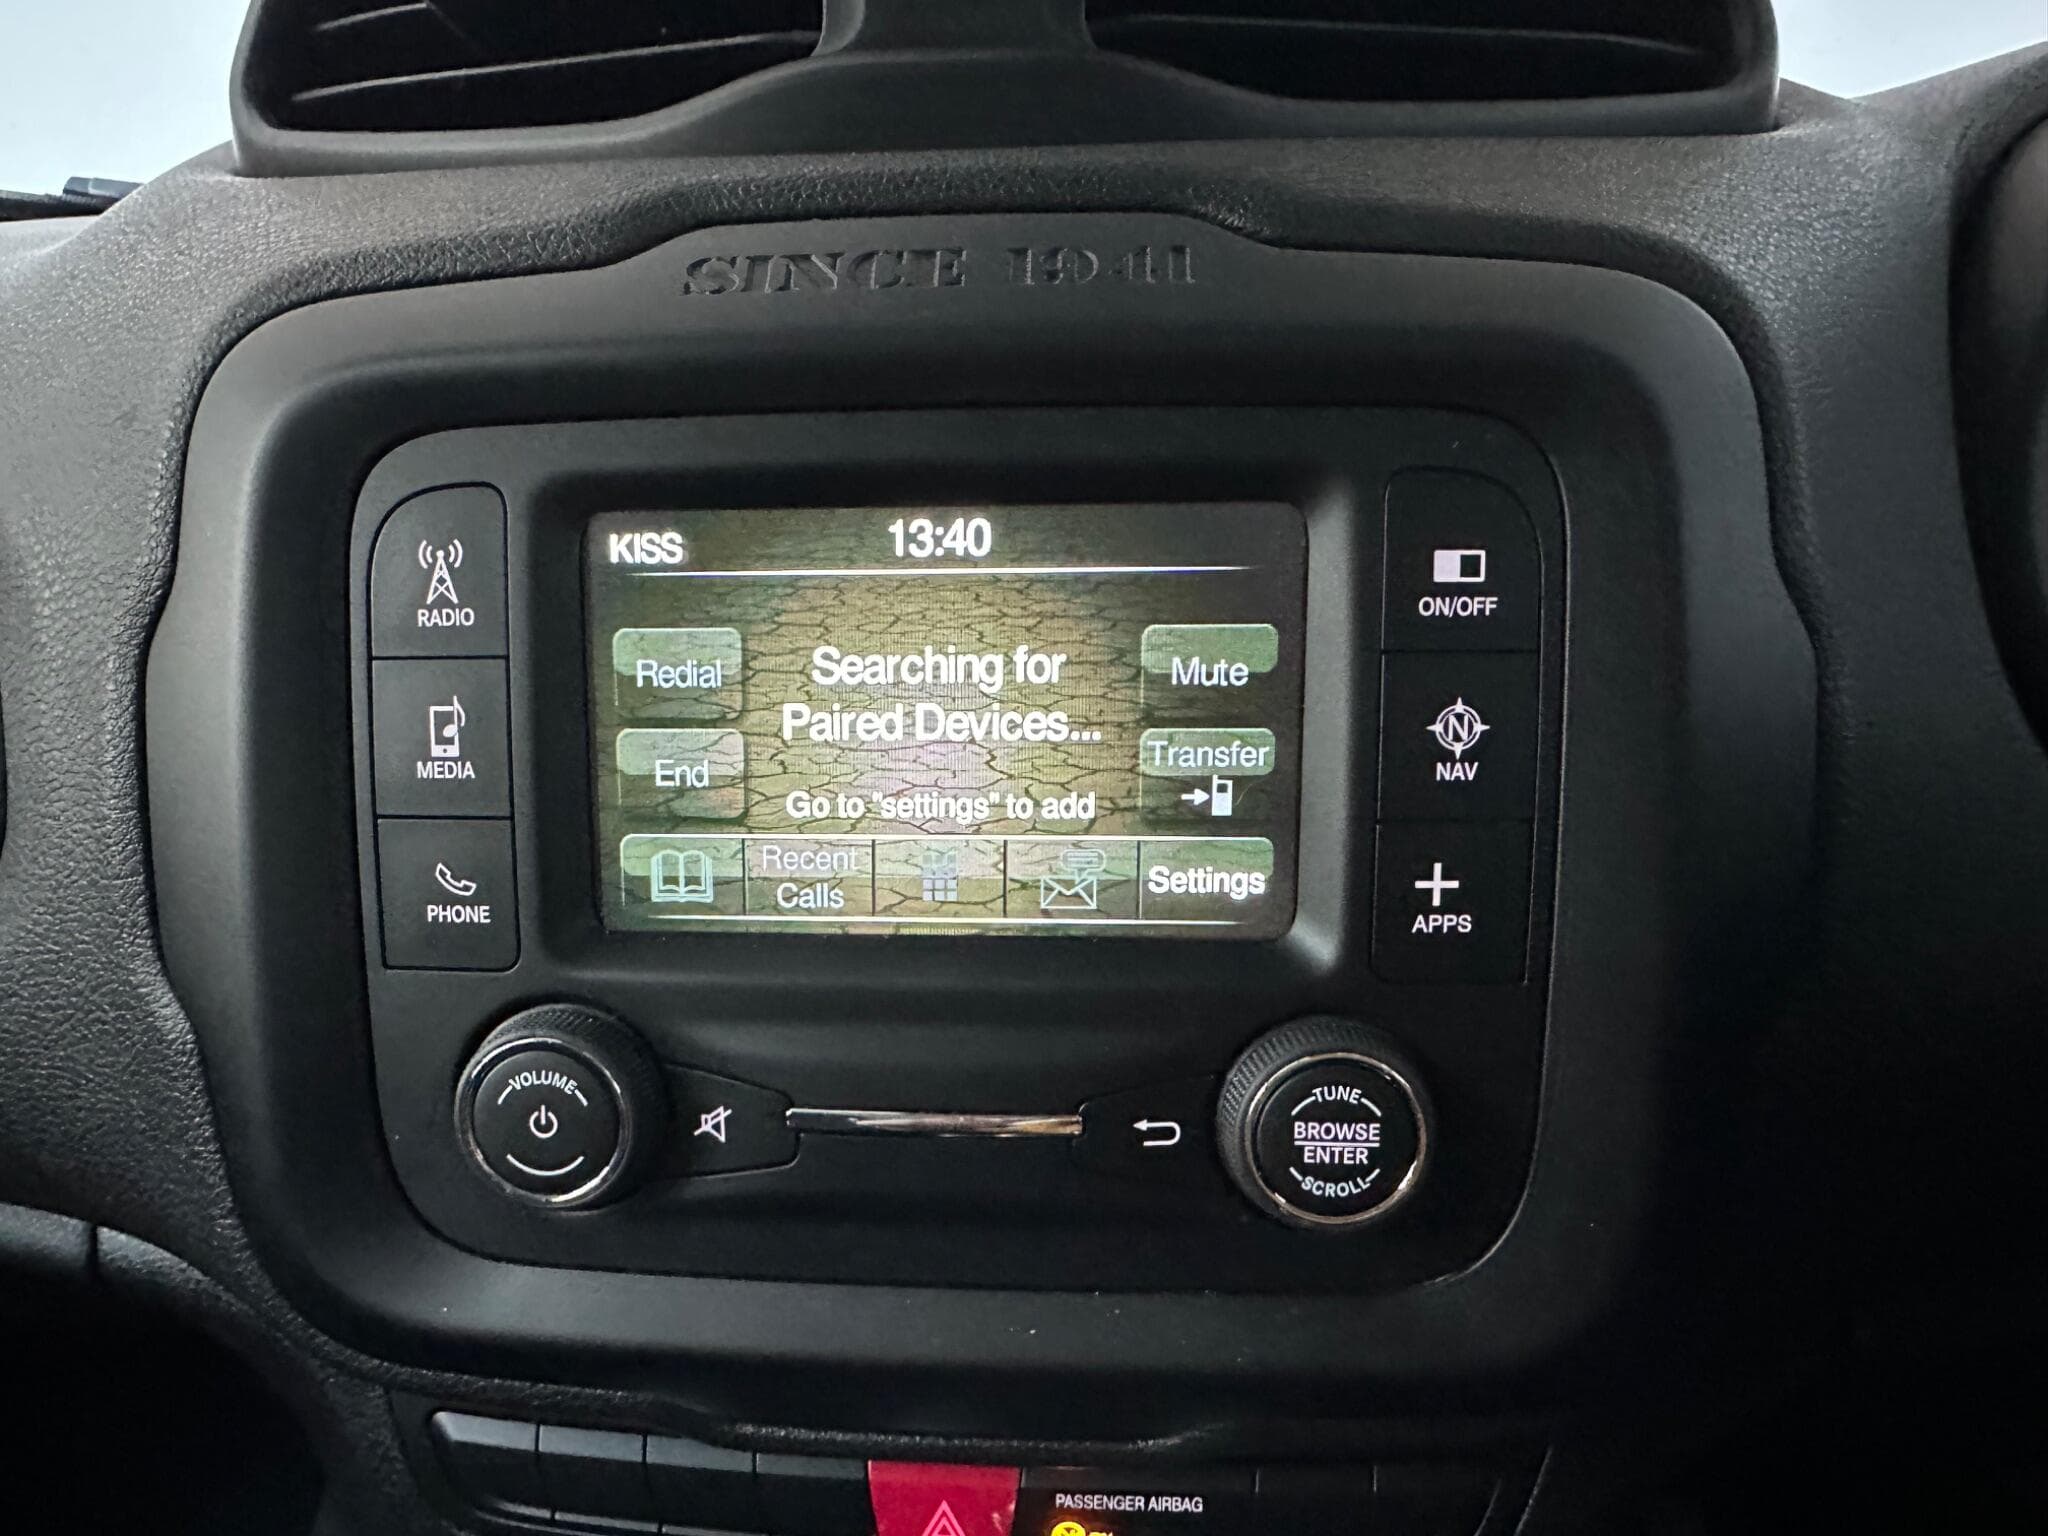 SINCE 1941
KISS
13:40
RADIO
MEDIA
PHONE
Redial
End
Searching for
Paired Devices...
Go to "settings" to add
Mute
Transfer
Recent
Calls
Settings
ON/OFF
N
NAV
APPS
VOLUME
TUNE
BROWSE
ENTER
SCROLL
PASSENGER AIRBAG